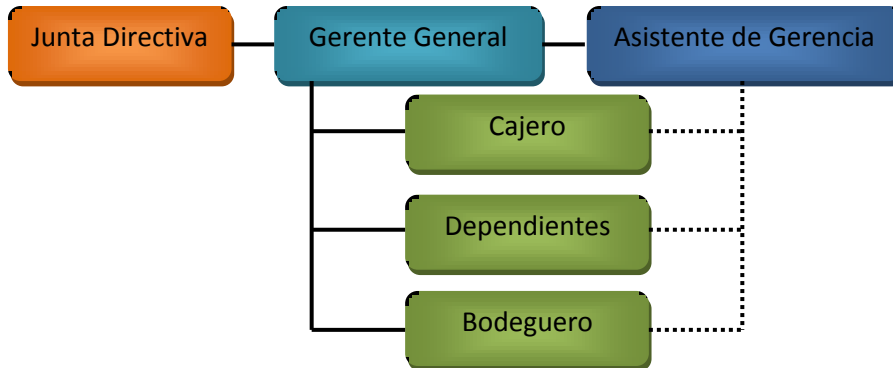 Junta Directiva
Gerente General
Asistente de Gerencia
Cajero
Dependientes
Bodeguero